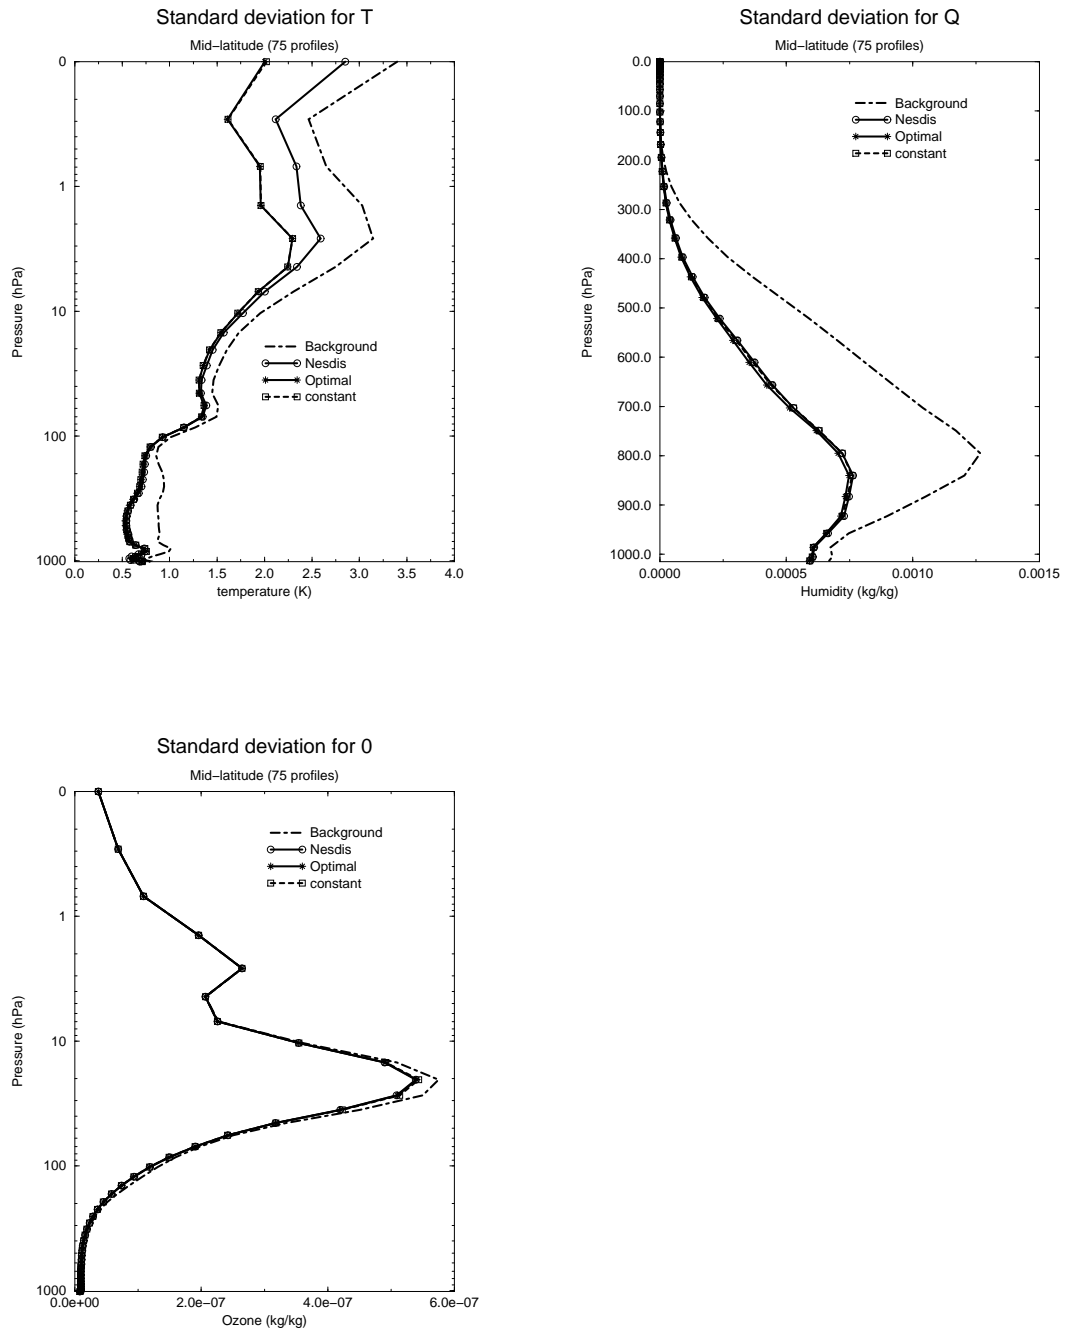 Standard deviation for T
Mid−latitude (75 profiles)
0
1
10
100
1000
Pressure (hPa)
Background
Nesdis
Optimal
constant
0.0 0.5 1.0 1.5 2.0 2.5 3.0 3.5 4.0
temperature (K)
Standard deviation for Q
Mid−latitude (75 profiles)
0.0
100.0
200.0
300.0
400.0
500.0
600.0
700.0
800.0
900.0
1000.0
Pressure (hPa)
Background
Nesdis
Optimal
constant
0.0000 0.0005 0.0010 0.0015
Humidity (kg/kg)
Standard deviation for 0
Mid−latitude (75 profiles)
0
1
10
100
1000
Pressure (hPa)
Background
Nesdis
Optimal
constant
0.0e+00 2.0e−07 4.0e−07 6.0e−07
Ozone (kg/kg)